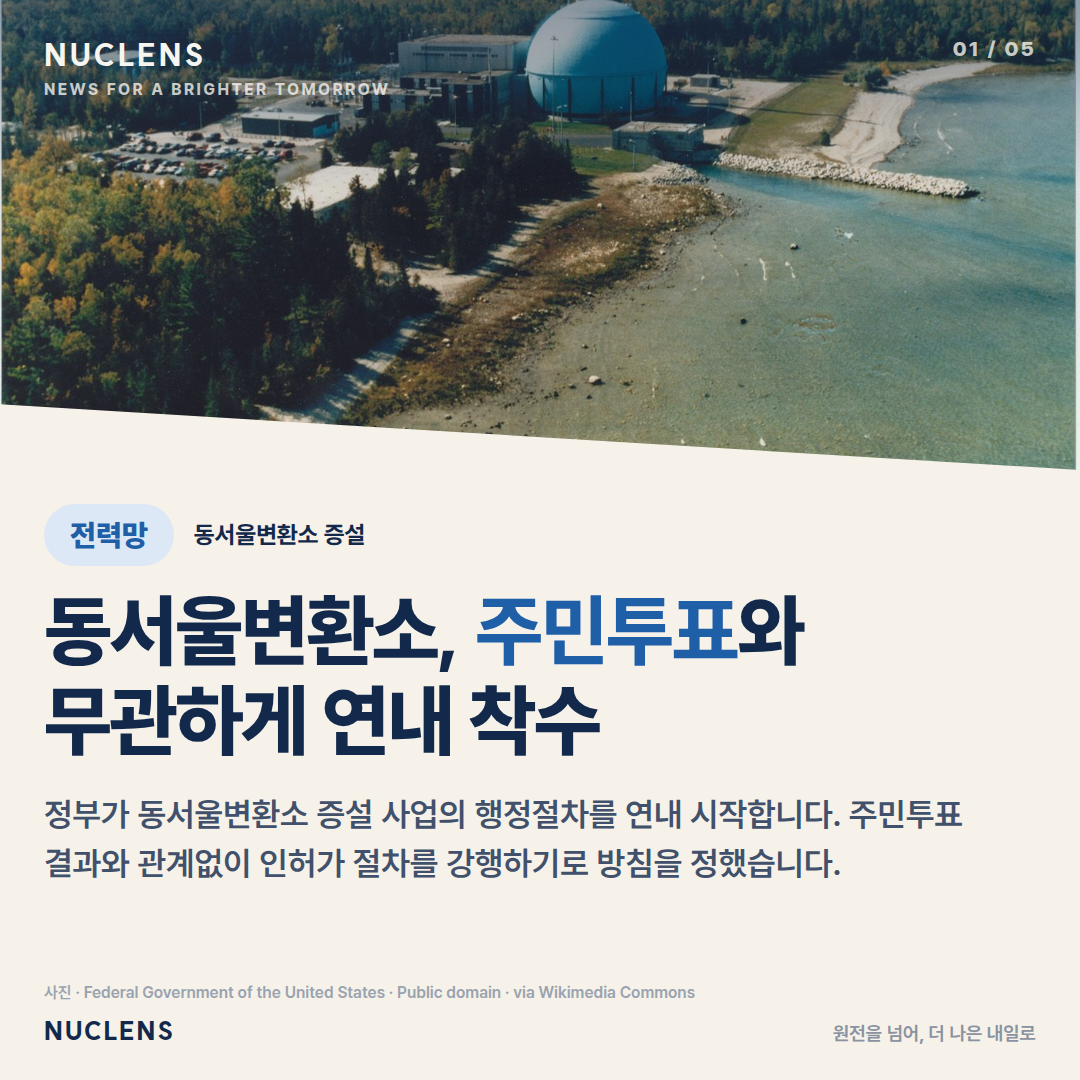 NUCLENS
01 / 05
NEWS FOR A BRIGHTER TOMORROW
전력망
동서울변환소 증설
동서울변환소, 주민투표와
무관하게 연내 착수
정부가 동서울변환소 증설 사업의 행정절차를 연내 시작합니다. 주민투표
결과와 관계없이 인허가 절차를 강행하기로 방침을 정했습니다.
사진 · Federal Government of the United States · Public domain · via Wikimedia Commons
NUCLENS
원전을 넘어, 더 나은 내일로